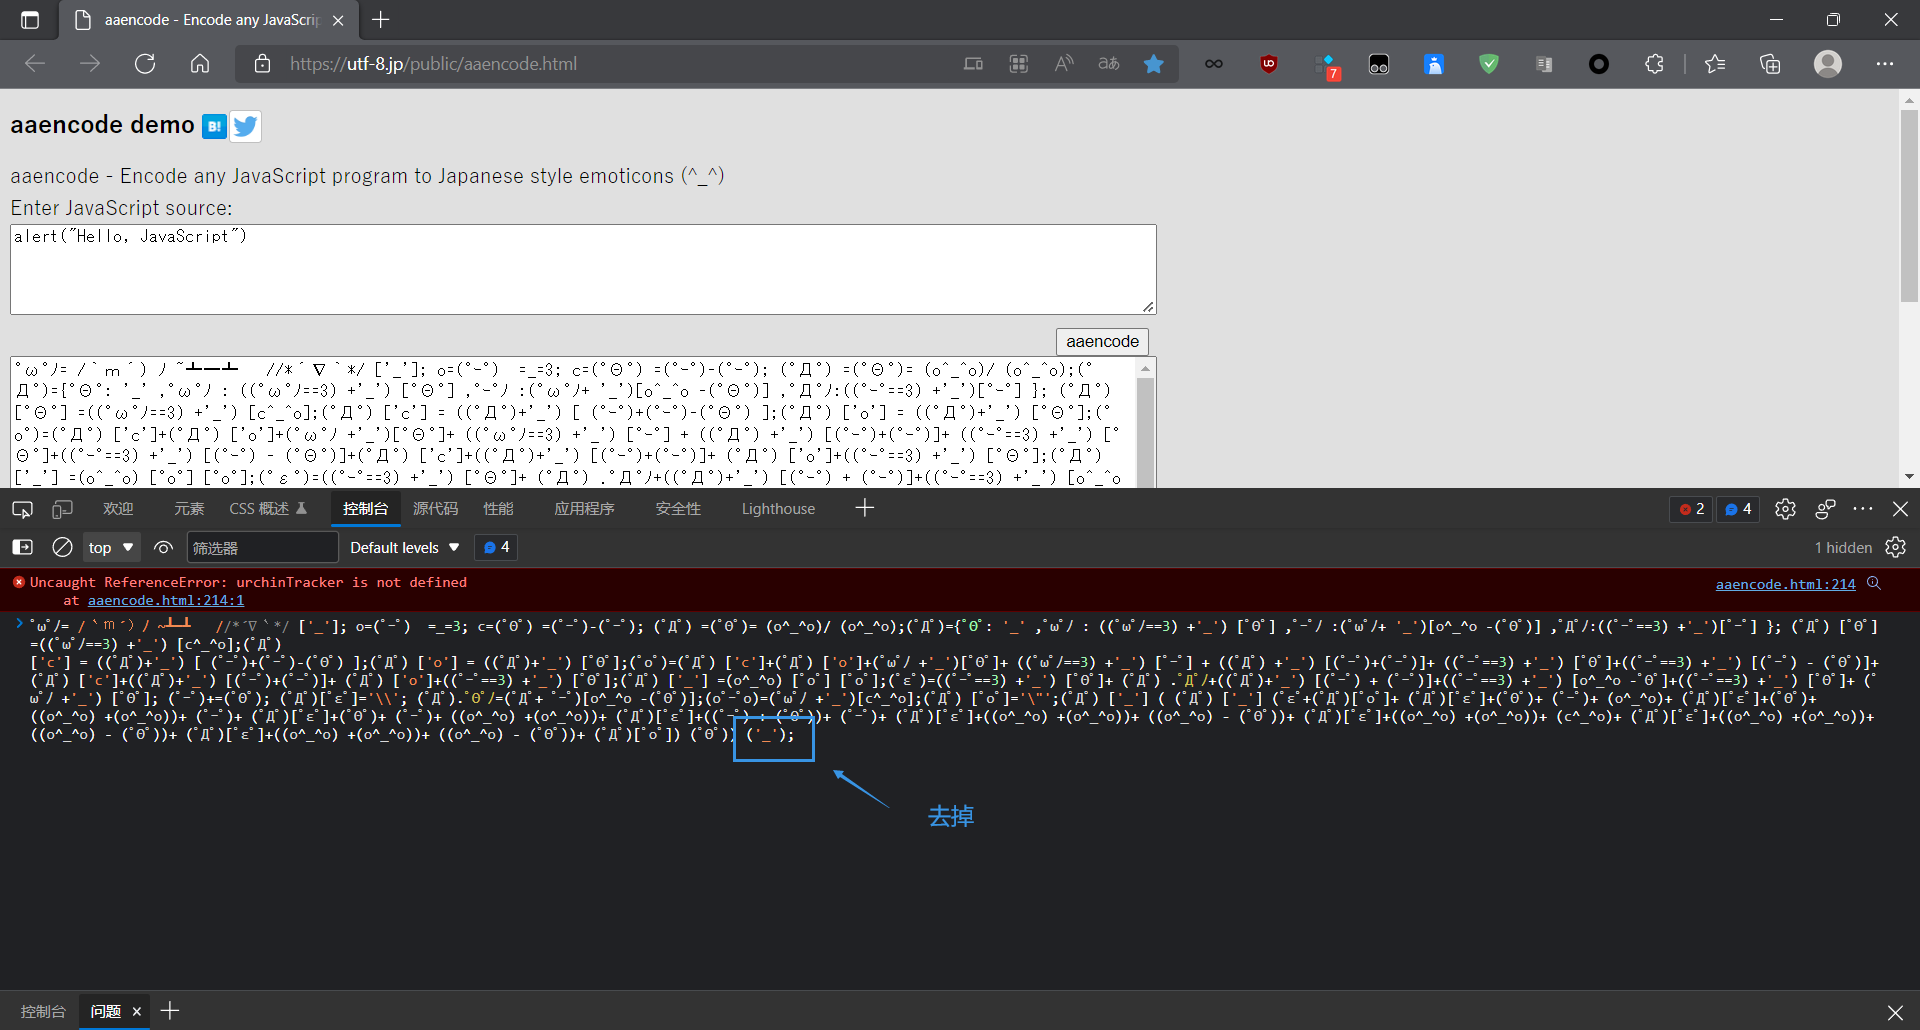 aaencode - Encode any JavaScrip
https://utf-8.jp/public/aaencode.html
7
aaencode demo B!
aaencode - Encode any JavaScript program to Japanese style emoticons (^_^)
Enter JavaScript source:
alert("Hello, JavaScript")
aaencode
ﾟωﾟﾉ= /｀ｍ´）ﾉ ~┻━┻   //*´∇｀*/ ['_']; o=(ﾟｰﾟ)  =_=3; c=(ﾟΘﾟ) =(ﾟｰﾟ)-(ﾟｰﾟ); (ﾟДﾟ) =(ﾟΘﾟ)= (o^_^o)/ (o^_^o);(ﾟ
Дﾟ)={ﾟΘﾟ: '_' ,ﾟωﾟﾉ : ((ﾟωﾟﾉ==3) +'_') [ﾟΘﾟ] ,ﾟｰﾟﾉ :(ﾟωﾟﾉ+ '_')[o^_^o -(ﾟΘﾟ)] ,ﾟДﾟﾉ:((ﾟｰﾟ==3) +'_')[ﾟｰﾟ] }; (ﾟДﾟ)
[ﾟΘﾟ] =((ﾟωﾟﾉ==3) +'_') [c^_^o];(ﾟДﾟ) ['c'] = ((ﾟДﾟ)+'_') [ (ﾟｰﾟ)+(ﾟｰﾟ)-(ﾟΘﾟ) ];(ﾟДﾟ) ['o'] = ((ﾟДﾟ)+'_') [ﾟΘﾟ];(ﾟ
oﾟ)=(ﾟДﾟ) ['c']+(ﾟДﾟ) ['o']+(ﾟωﾟﾉ +'_')[ﾟΘﾟ]+ ((ﾟωﾟﾉ==3) +'_') [ﾟｰﾟ] + ((ﾟДﾟ) +'_') [(ﾟｰﾟ)+(ﾟｰﾟ)]+ ((ﾟｰﾟ==3) +'_') [ﾟ
Θﾟ]+((ﾟｰﾟ==3) +'_') [(ﾟｰﾟ) - (ﾟΘﾟ)]+(ﾟДﾟ) ['c']+((ﾟДﾟ)+'_') [(ﾟｰﾟ)+(ﾟｰﾟ)]+ (ﾟДﾟ) ['o']+((ﾟｰﾟ==3) +'_') [ﾟΘﾟ];(ﾟДﾟ)
['_'] =(o^_^o) [ﾟoﾟ] [ﾟoﾟ];(ﾟεﾟ)=((ﾟｰﾟ==3) +'_') [ﾟΘﾟ]+ (ﾟДﾟ) .ﾟДﾟﾉ+((ﾟДﾟ)+'_') [(ﾟｰﾟ) + (ﾟｰﾟ)]+((ﾟｰﾟ==3) +'_') [o^_^o
欢迎 元素 CSS 概述 控制台 源代码 性能 应用程序 安全性 Lighthouse 2 4
top 筛选器 Default levels 4 1 hidden
Uncaught ReferenceError: urchinTracker is not defined aaencode.html:214
at aaencode.html:214:1
ﾟωﾟﾉ= /｀ｍ´）ﾉ ~┻━┻   //*´∇｀*/ ['_']; o=(ﾟｰﾟ)  =_=3; c=(ﾟΘﾟ) =(ﾟｰﾟ)-(ﾟｰﾟ); (ﾟДﾟ) =(ﾟΘﾟ)= (o^_^o)/ (o^_^o);(ﾟДﾟ)={ﾟΘﾟ: '_' ,ﾟωﾟﾉ : ((ﾟωﾟﾉ==3) +'_') [ﾟΘﾟ] ,ﾟｰﾟﾉ :(ﾟωﾟﾉ+ '_')[o^_^o -(ﾟΘﾟ)] ,ﾟДﾟﾉ:((ﾟｰﾟ==3) +'_')[ﾟｰﾟ] }; (ﾟДﾟ) [ﾟΘﾟ]
=((ﾟωﾟﾉ==3) +'_') [c^_^o];(ﾟДﾟ)
['c'] = ((ﾟДﾟ)+'_') [ (ﾟｰﾟ)+(ﾟｰﾟ)-(ﾟΘﾟ) ];(ﾟДﾟ) ['o'] = ((ﾟДﾟ)+'_') [ﾟΘﾟ];(ﾟoﾟ)=(ﾟДﾟ) ['c']+(ﾟДﾟ) ['o']+(ﾟωﾟﾉ +'_')[ﾟΘﾟ]+ ((ﾟωﾟﾉ==3) +'_') [ﾟｰﾟ] + ((ﾟДﾟ) +'_') [(ﾟｰﾟ)+(ﾟｰﾟ)]+ ((ﾟｰﾟ==3) +'_') [ﾟΘﾟ]+((ﾟｰﾟ==3) +'_') [(ﾟｰﾟ) - (ﾟΘﾟ)]+
(ﾟДﾟ) ['c']+((ﾟДﾟ)+'_') [(ﾟｰﾟ)+(ﾟｰﾟ)]+ (ﾟДﾟ) ['o']+((ﾟｰﾟ==3) +'_') [ﾟΘﾟ];(ﾟДﾟ) ['_'] =(o^_^o) [ﾟoﾟ] [ﾟoﾟ];(ﾟεﾟ)=((ﾟｰﾟ==3) +'_') [ﾟΘﾟ]+ (ﾟДﾟ) .ﾟДﾟﾉ+((ﾟДﾟ)+'_') [(ﾟｰﾟ) + (ﾟｰﾟ)]+((ﾟｰﾟ==3) +'_') [o^_^o -ﾟΘﾟ]+((ﾟｰﾟ==3) +'_') [ﾟΘﾟ]+ (ﾟ
ωﾟﾉ +'_') [ﾟΘﾟ]; (ﾟｰﾟ)+=(ﾟΘﾟ); (ﾟДﾟ)[ﾟεﾟ]='\\'; (ﾟДﾟ).ﾟΘﾟﾉ=(ﾟДﾟ+ ﾟｰﾟ)[o^_^o -(ﾟΘﾟ)];(oﾟｰﾟo)=(ﾟωﾟﾉ +'_')[c^_^o];(ﾟДﾟ) [ﾟoﾟ]='\"';(ﾟДﾟ) ['_'] ( (ﾟДﾟ) ['_'] (ﾟεﾟ+(ﾟДﾟ)[ﾟoﾟ]+ (ﾟДﾟ)[ﾟεﾟ]+(ﾟΘﾟ)+ (ﾟｰﾟ)+ (o^_^o)+ (ﾟДﾟ)[ﾟεﾟ]+(ﾟΘﾟ)+
((o^_^o) +(o^_^o))+ (ﾟｰﾟ)+ (ﾟДﾟ)[ﾟεﾟ]+(ﾟΘﾟ)+ (ﾟｰﾟ)+ ((o^_^o) +(o^_^o))+ (ﾟДﾟ)[ﾟεﾟ]+((ﾟｰﾟ) + (ﾟΘﾟ))+ (ﾟｰﾟ)+ (ﾟДﾟ)[ﾟεﾟ]+((o^_^o) +(o^_^o))+ ((o^_^o) - (ﾟΘﾟ))+ (ﾟДﾟ)[ﾟεﾟ]+((o^_^o) +(o^_^o))+ (c^_^o)+ (ﾟДﾟ)[ﾟεﾟ]+((o^_^o) +(o^_^o))+
((o^_^o) - (ﾟΘﾟ))+ (ﾟДﾟ)[ﾟεﾟ]+((o^_^o) +(o^_^o))+ ((o^_^o) - (ﾟΘﾟ))+ (ﾟДﾟ)[ﾟoﾟ]) (ﾟΘﾟ)) ('_');
去掉
控制台 问题